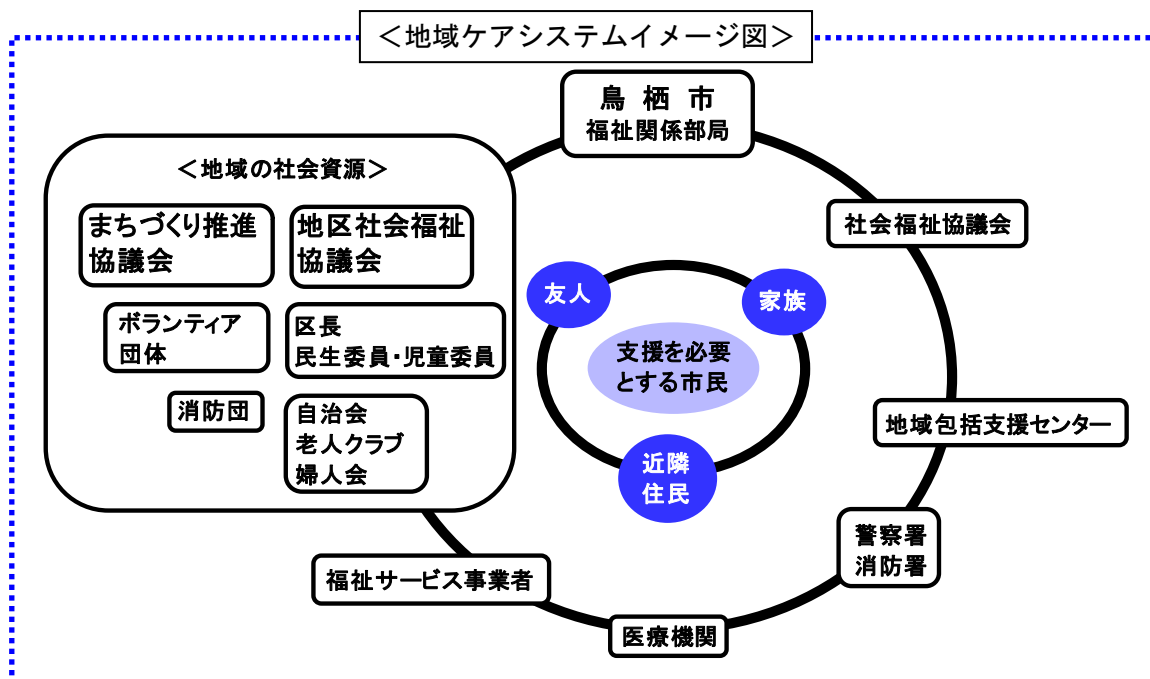 ＜地域ケアシステムイメージ図＞
鳥栖市
福祉関係部局
＜地域の社会資源＞
まちづくり推進
協議会
地区社会福祉
協議会
ボランティア
団体
区長
民生委員・児童委員
消防団
自治会
老人クラブ
婦人会
社会福祉協議会
友人
家族
支援を必要
とする市民
近隣
住民
地域包括支援センター
警察署
消防署
福祉サービス事業者
医療機関